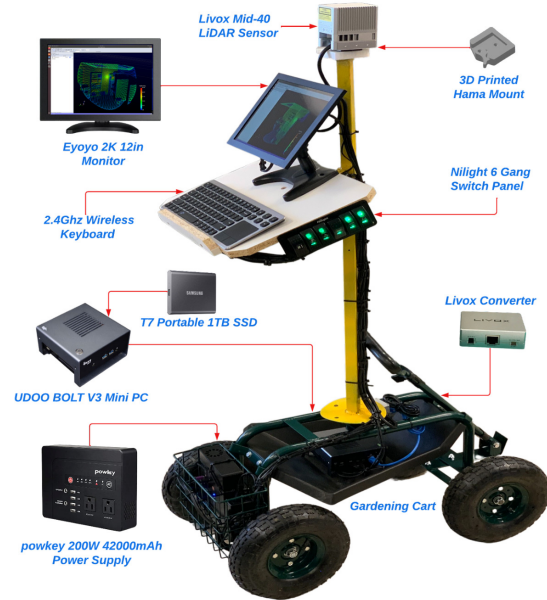 Livox Mid-40
LiDAR Sensor
3D Printed
Hama Mount
Eyoyo 2K 12in
Monitor
Nilight 6 Gang
Switch Panel
2.4Ghz Wireless
Keyboard
SAMSUNG
T7 Portable 1TB SSD
Livox Converter
LIVOX
UDOO BOLT V3 Mini PC
Gardening Cart
powkey
powkey 200W 42000mAh
Power Supply